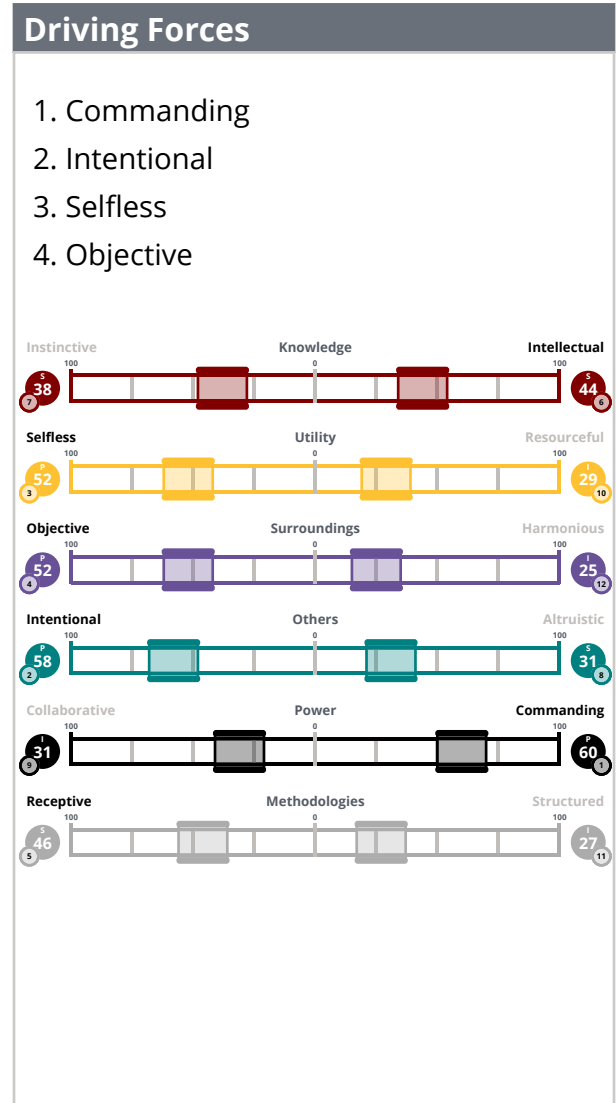 Driving Forces
1. Commanding
2. Intentional
3. Selfless
4. Objective
Instinctive Knowledge Intellectual
100 0 100
S 38 7 S 44 6
Selfless Utility Resourceful
100 0 100
P 52 3 I 29 10
Objective Surroundings Harmonious
100 0 100
P 52 4 I 25 12
Intentional Others Altruistic
100 0 100
P 58 2 S 31 8
Collaborative Power Commanding
100 0 100
I 31 9 P 60 1
Receptive Methodologies Structured
100 0 100
S 46 5 I 27 11